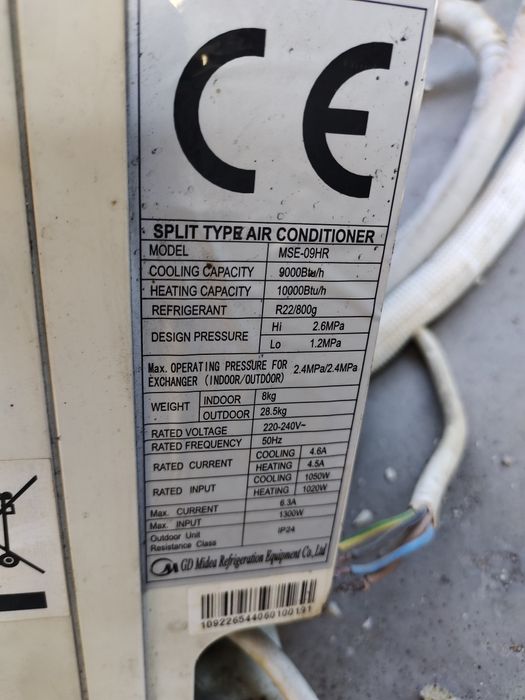 CE
SPLIT TYPE AIR CONDITIONER
MODEL MSE-09HR
COOLING CAPACITY 9000Btu/h
HEATING CAPACITY 10000Btu/h
REFRIGERANT R22/800g
DESIGN PRESSURE Hi 2.6MPa
Lo 1.2MPa
Max. OPERATING PRESSURE FOR
EXCHANGER (INDOOR/OUTDOOR) 2.4MPa/2.4MPa
WEIGHT INDOOR 8kg
OUTDOOR 28.5kg
RATED VOLTAGE 220-240V~
RATED FREQUENCY 50Hz
RATED CURRENT COOLING 4.6A
HEATING 4.5A
RATED INPUT COOLING 1050W
HEATING 1020W
Max. CURRENT 6.3A
Max. INPUT 1300W
Outdoor Unit
Resistance Class IP24
GD Midea Refrigeration Equipment Co., Ltd
109226544060100191